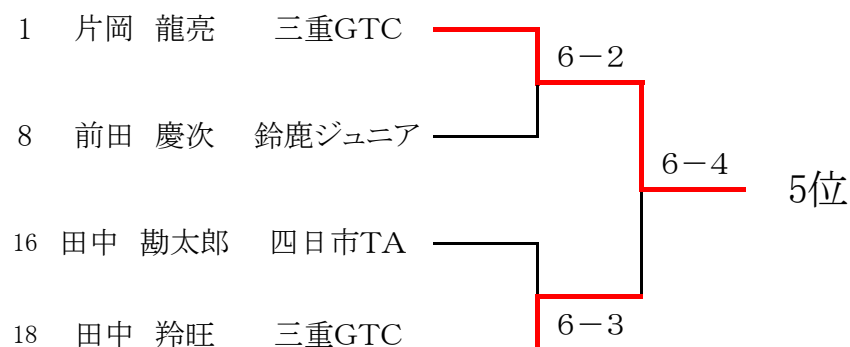 1 片岡 龍亮 三重GTC
6－2
8 前田 慶次 鈴鹿ジュニア
6－4
5位
16 田中 勘太郎 四日市TA
6－3
18 田中 羚旺 三重GTC